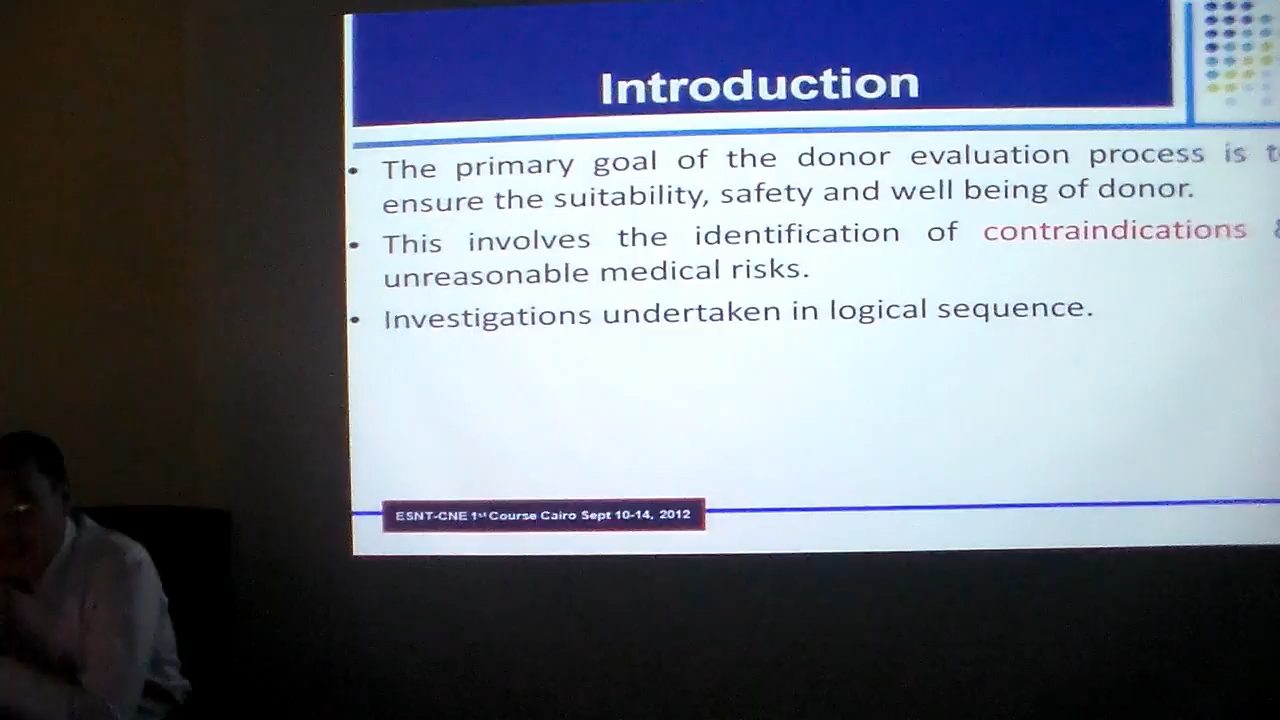 Introduction
• The primary goal of the donor evaluation process is
ensure the suitability, safety and well being of donor.
• This involves the identification of contraindications
unreasonable medical risks.
• Investigations undertaken in logical sequence.
ESNT-CNE 1st Course Cairo Sept 10-14, 2012